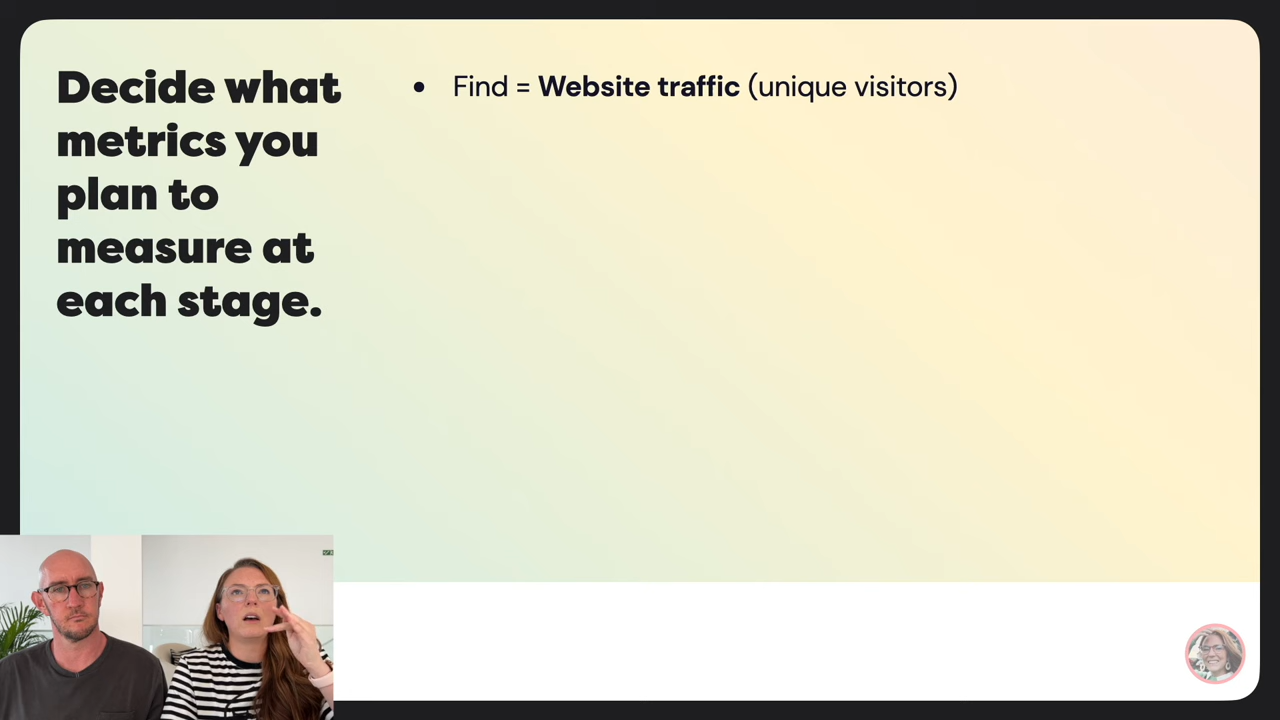 Decide what
metrics you
plan to
measure at
each stage.
• Find = Website traffic (unique visitors)